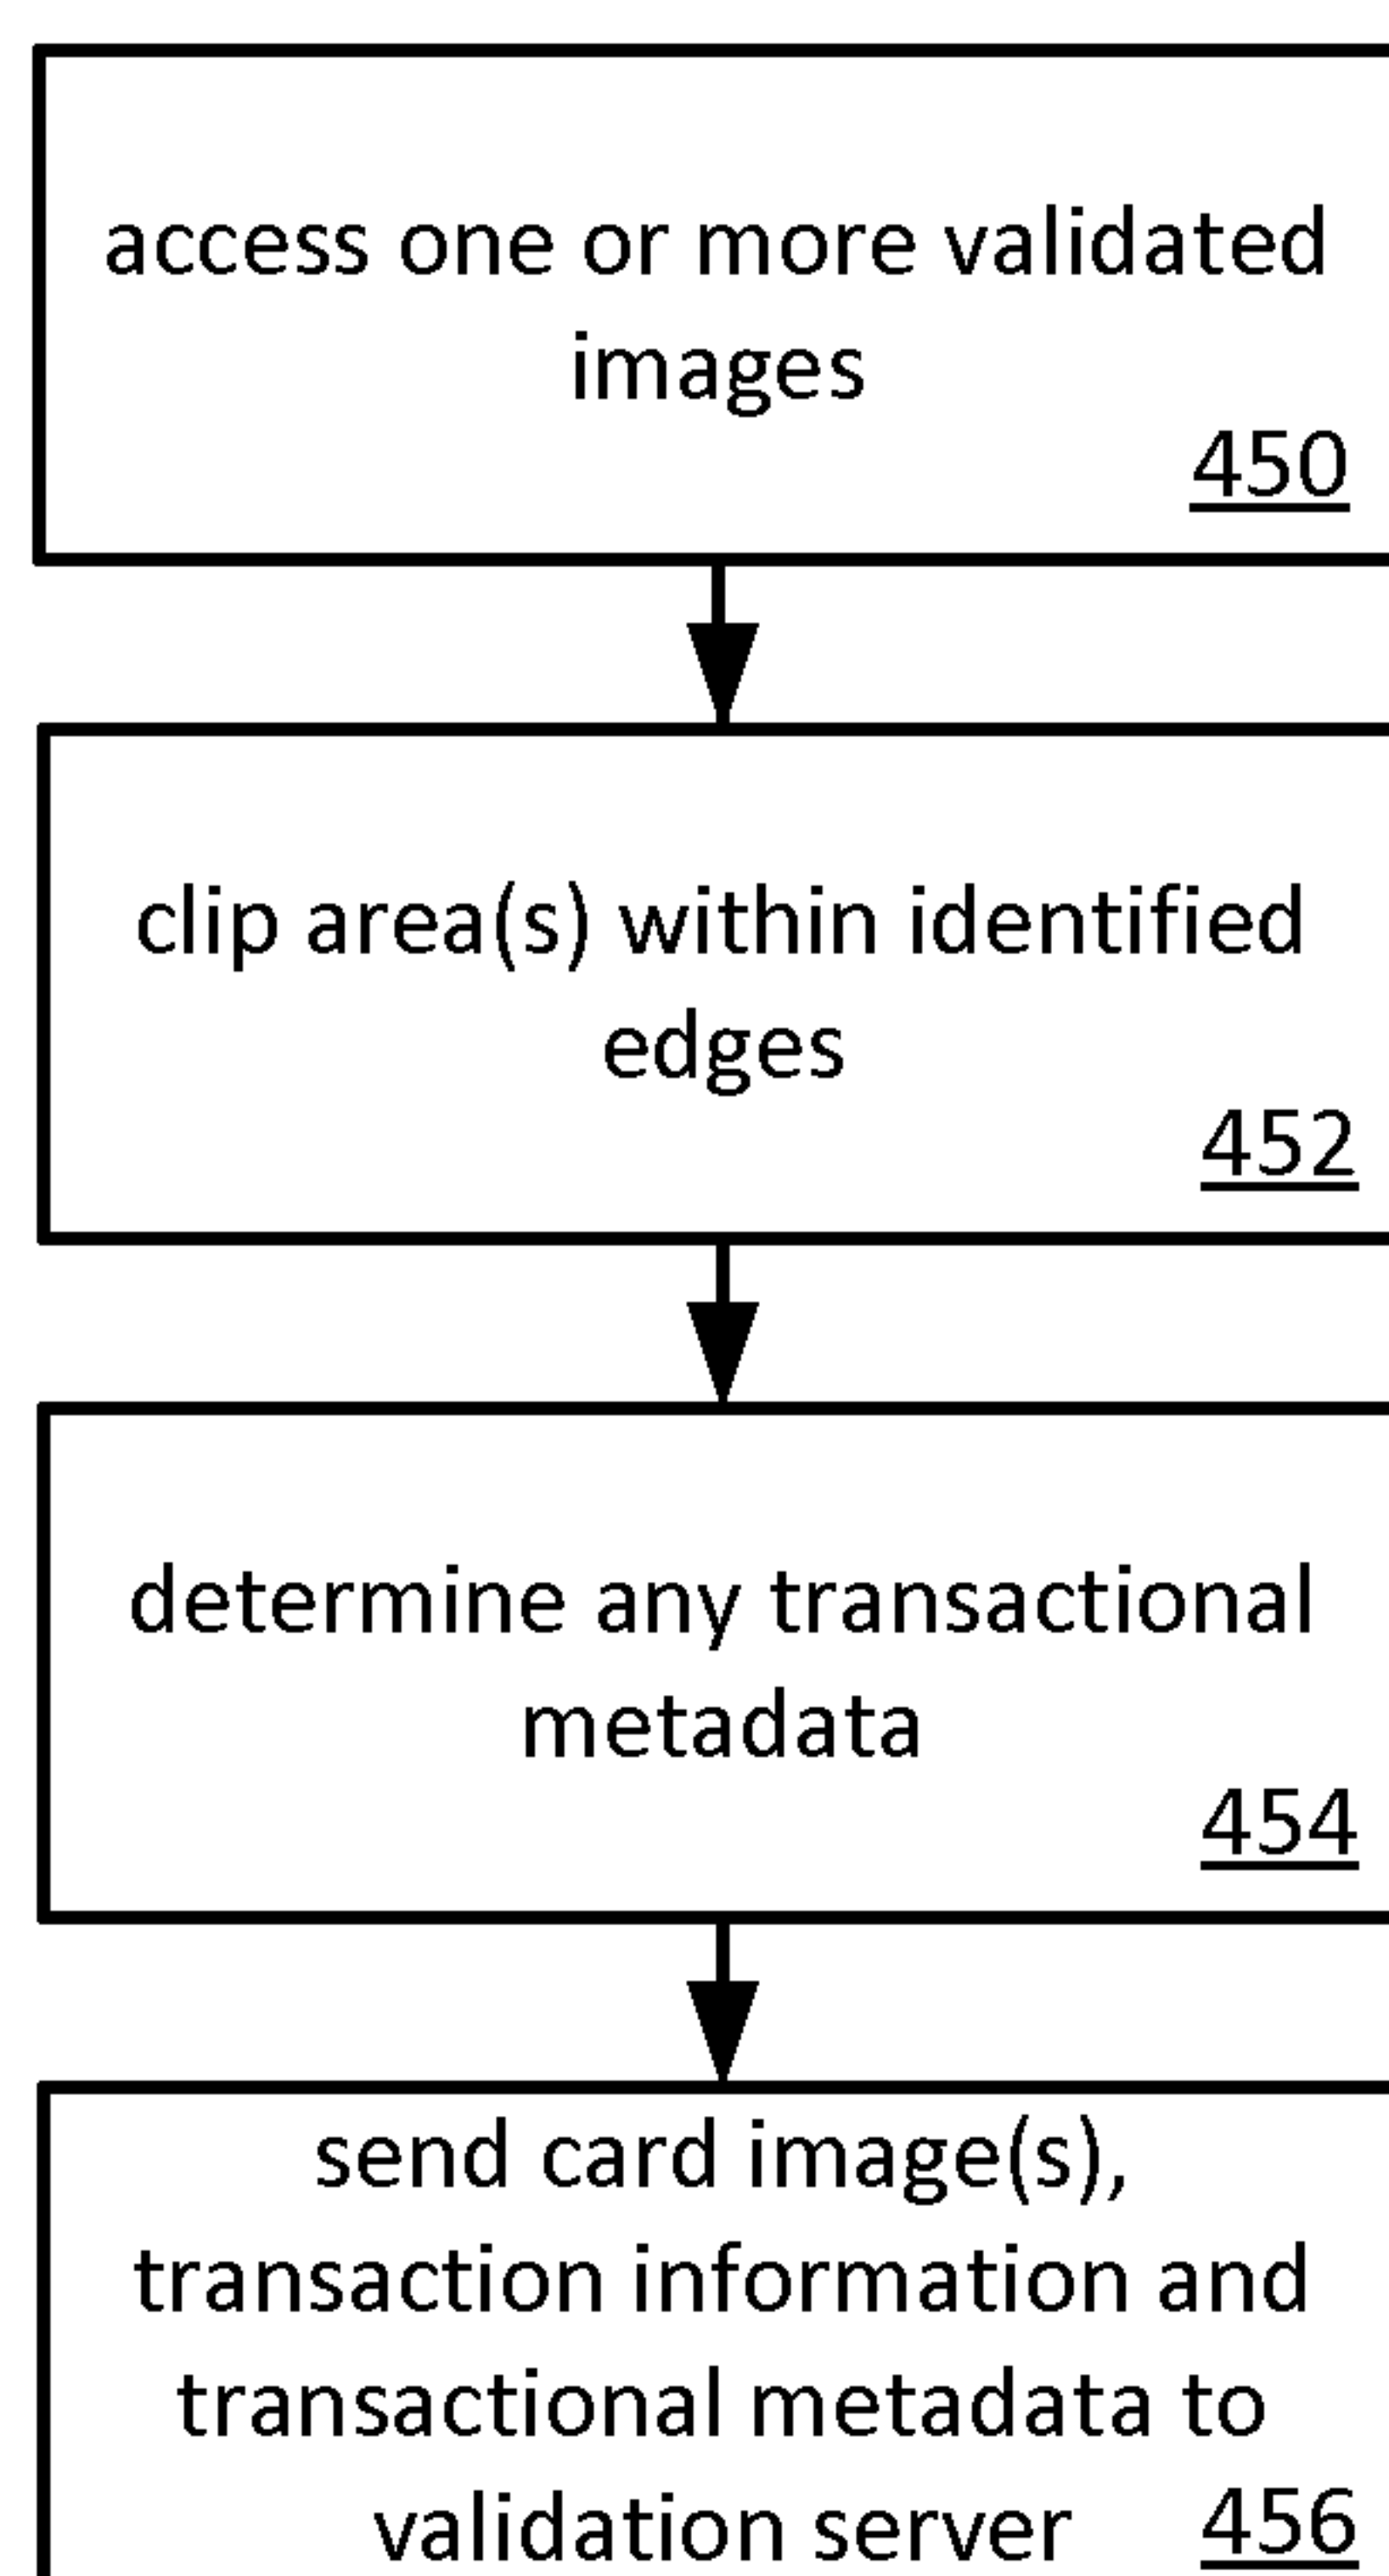 access one or more validated
images
450
clip area(s) within identified
edges
452
determine any transactional
metadata
454
send card image(s),
transaction information and
transactional metadata to
validation server 456